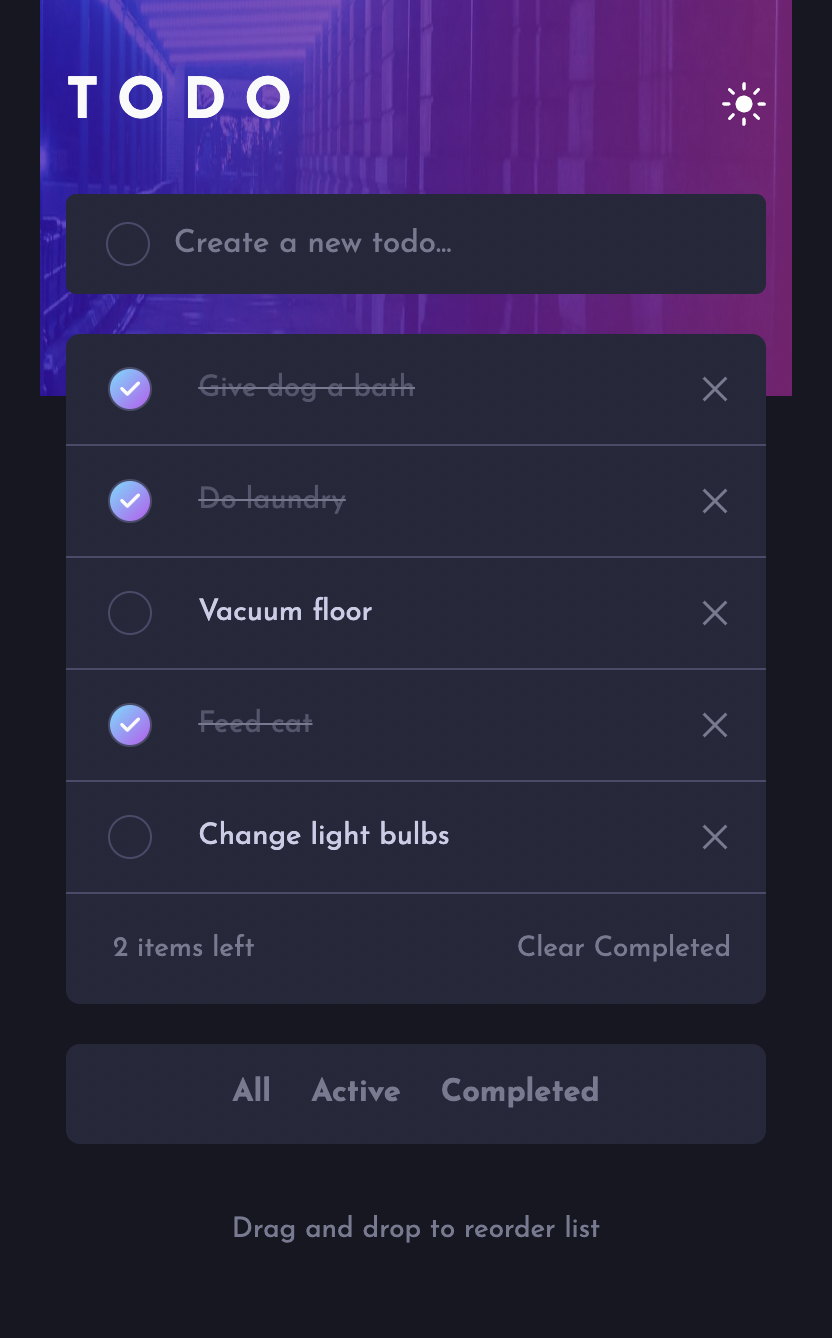 TODO
Create a new todo...
Give dog a bath
Do laundry
Vacuum floor
Feed cat
Change light bulbs
2 items left Clear Completed
All Active Completed
Drag and drop to reorder list